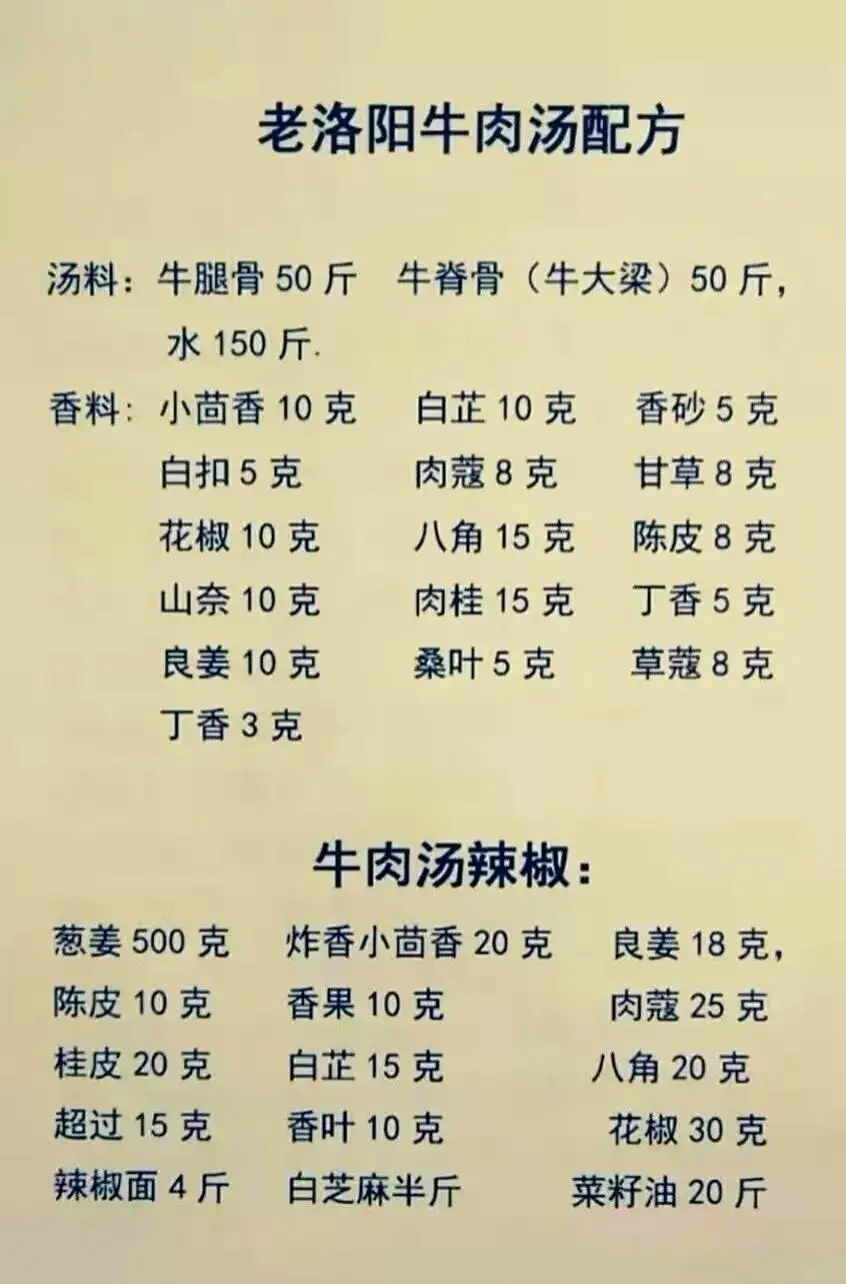 老洛阳牛肉汤配方
汤料：牛腿骨 50 斤 牛脊骨（牛大梁）50 斤，
水 150 斤.
香料：小茴香 10 克 白芷 10 克 香砂 5 克
白扣 5 克 肉蔻 8 克 甘草 8 克
花椒 10 克 八角 15 克 陈皮 8 克
山奈 10 克 肉桂 15 克 丁香 5 克
良姜 10 克 桑叶 5 克 草蔻 8 克
丁香 3 克
牛肉汤辣椒：
葱姜 500 克 炸香小茴香 20 克 良姜 18 克，
陈皮 10 克 香果 10 克 肉蔻 25 克
桂皮 20 克 白芷 15 克 八角 20 克
超过 15 克 香叶 10 克 花椒 30 克
辣椒面 4 斤 白芝麻半斤 菜籽油 20 斤